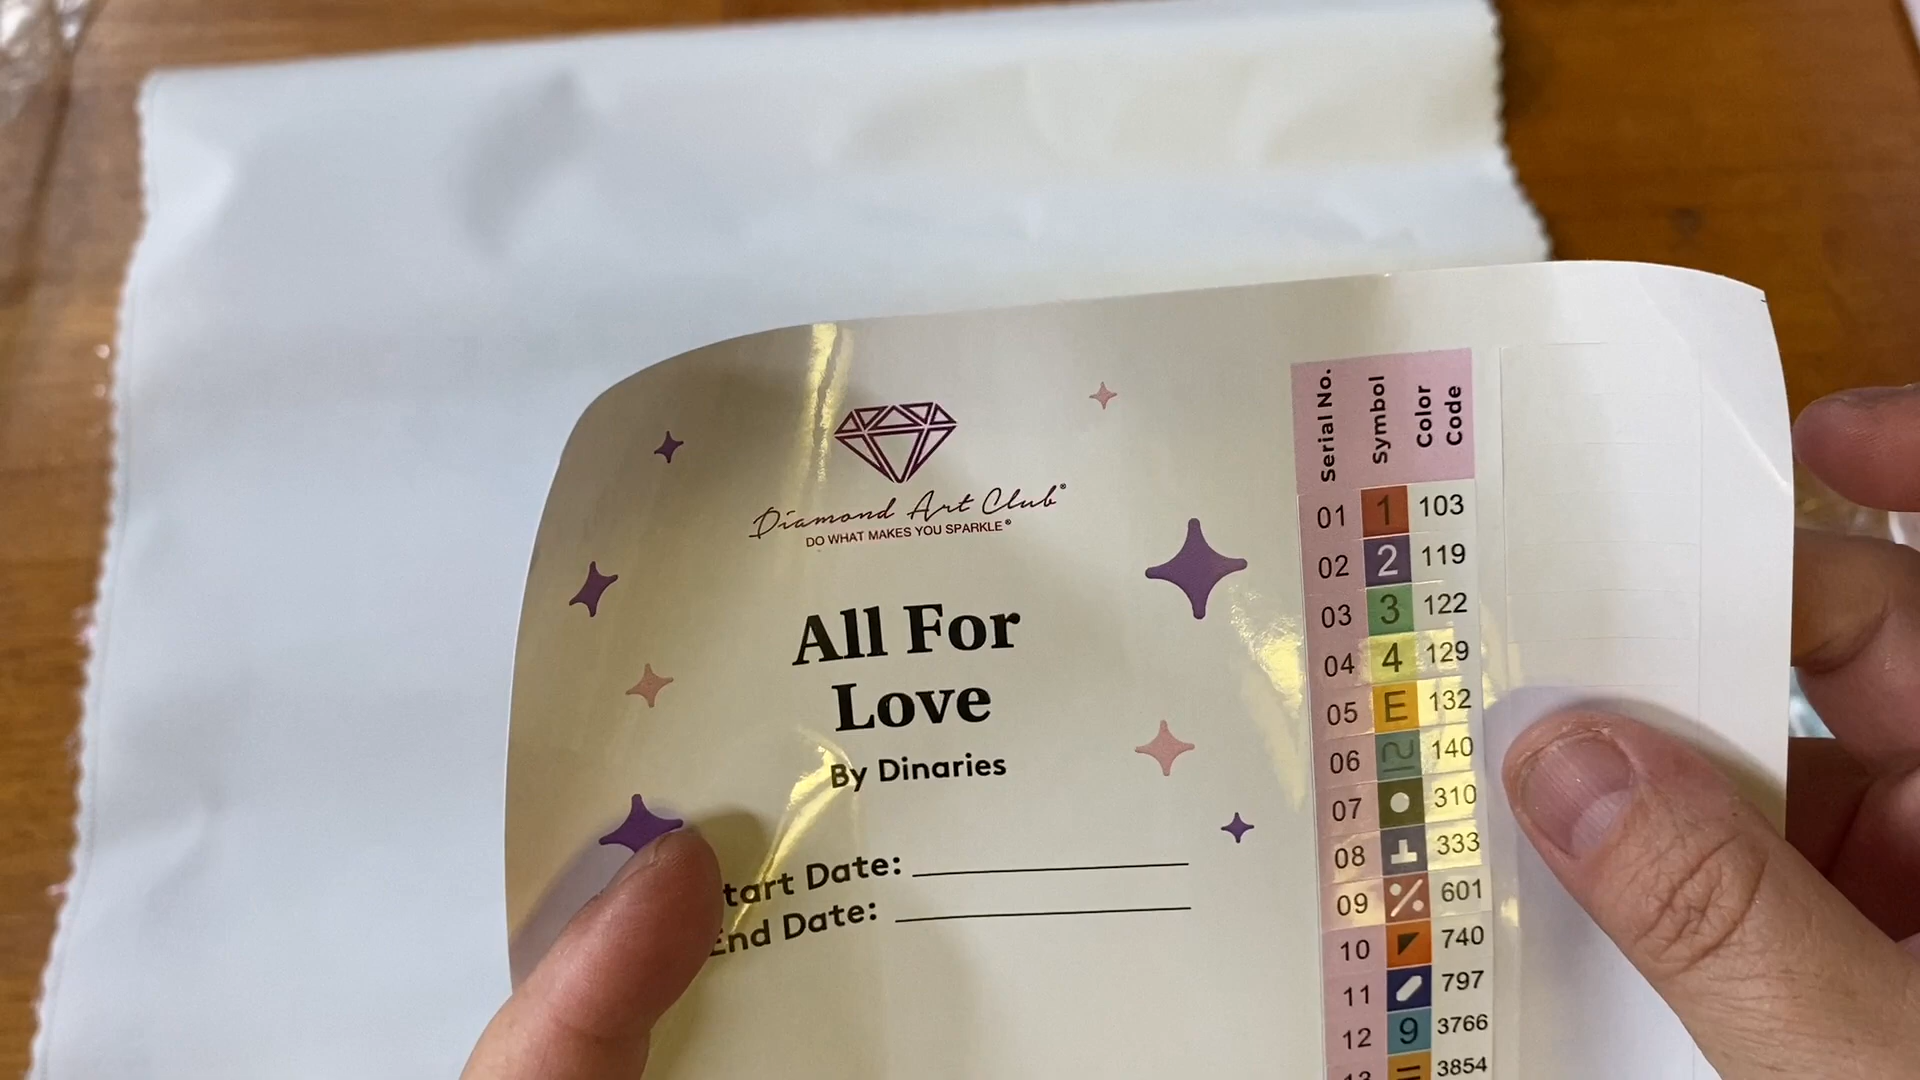 Diamond Art Club®
DO WHAT MAKES YOU SPARKLE®
All For
Love
By Dinaries
tart Date:
End Date:
Serial No. Symbol Color Code
01 1 103
02 2 119
03 3 122
04 4 129
05 E 132
06 140
07 310
08 333
09 601
10 740
11 797
12 9 3766
13 3854